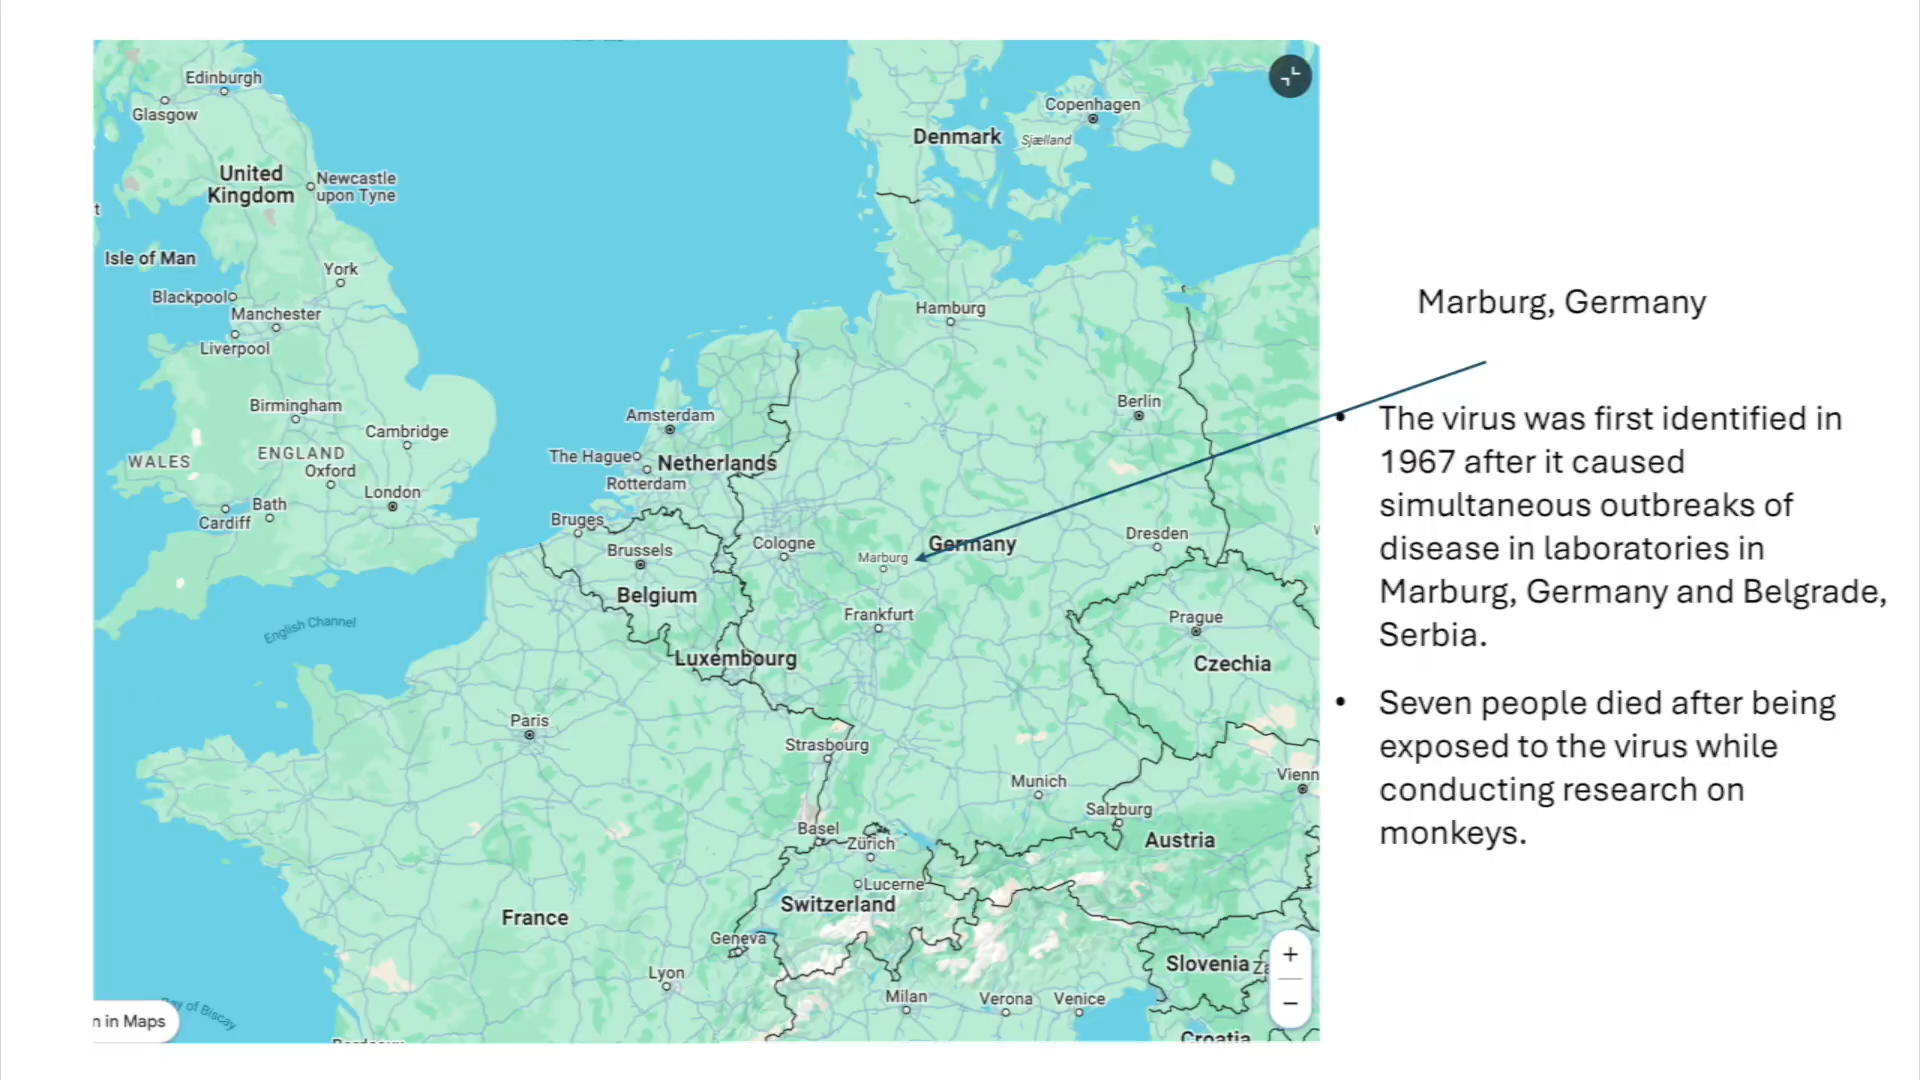 Edinburgh
Glasgow
Copenhagen
Denmark
Sjælland
United
Kingdom
Newcastle
upon Tyne
t
Isle of Man
York
Blackpool
Manchester
Liverpool
Hamburg
Birmingham
Cambridge
WALES
ENGLAND
Oxford
London
Bath
Cardiff
Amsterdam
Berlin
The Hague
Netherlands
Rotterdam
Bruges
Brussels
Belgium
Cologne
Marburg
Germany
Dresden
English Channel
Frankfurt
Prague
Czechia
Luxembourg
Paris
Strasbourg
Munich
Vienn
Salzburg
Austria
Basel
Zürich
Lucerne
Switzerland
France
Geneva
Lyon
Slovenia
Milan
Verona
Venice
Croatia
n in Maps
Marburg, Germany
• The virus was first identified in
1967 after it caused
simultaneous outbreaks of
disease in laboratories in
Marburg, Germany and Belgrade,
Serbia.
• Seven people died after being
exposed to the virus while
conducting research on
monkeys.